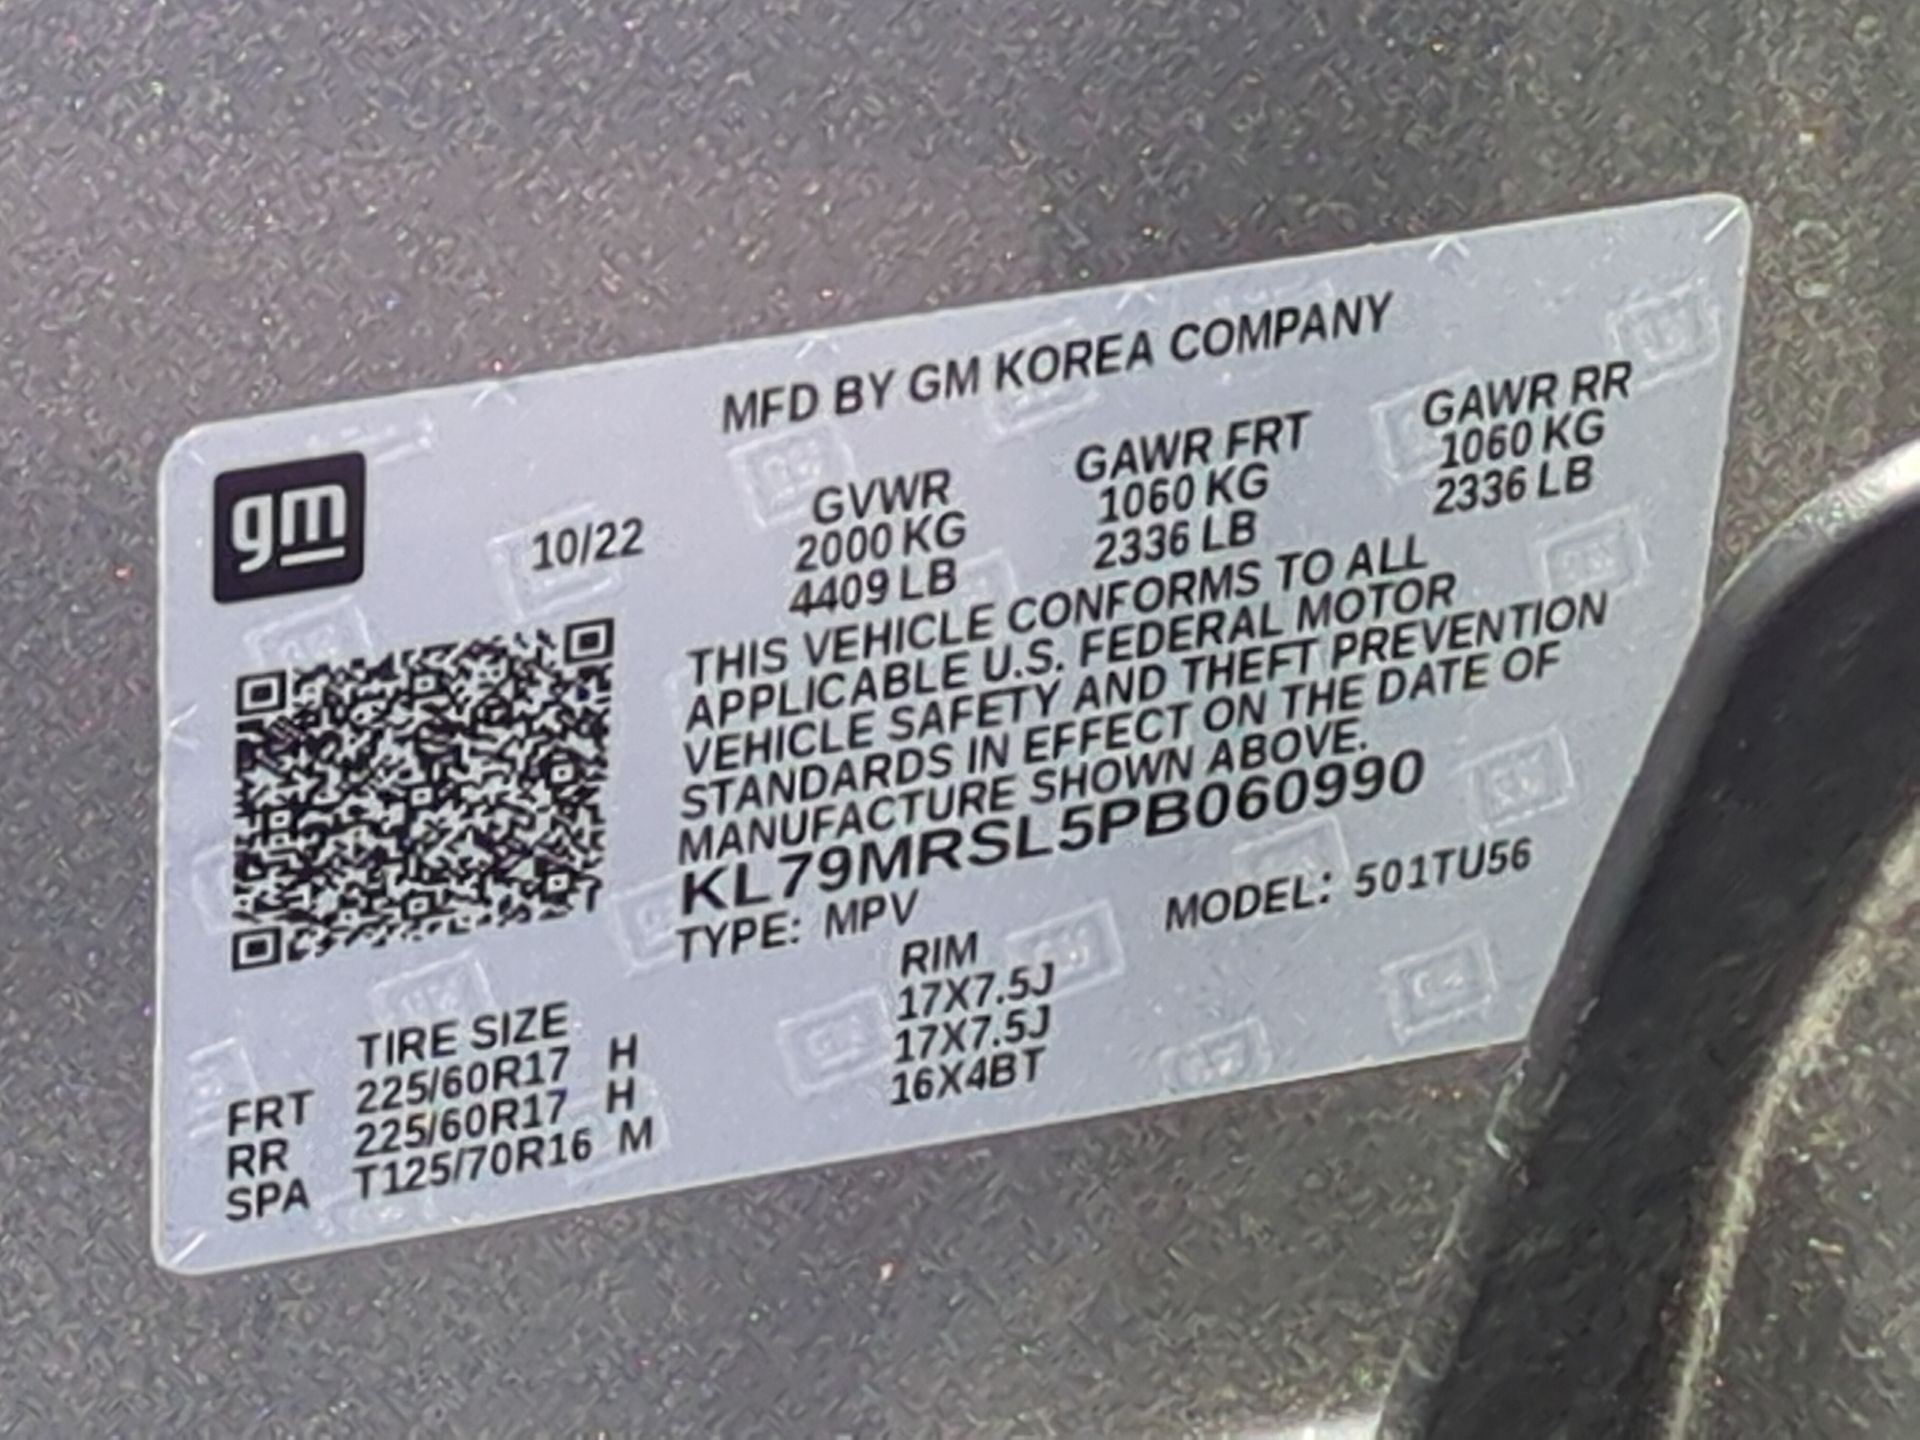 MFD BY GM KOREA COMPANY
gm
10/22
GVWR GAWR FRT GAWR RR
2000 KG 1060 KG 1060 KG
4409 LB 2336 LB 2336 LB
THIS VEHICLE CONFORMS TO ALL
APPLICABLE U.S. FEDERAL MOTOR
VEHICLE SAFETY AND THEFT PREVENTION
STANDARDS IN EFFECT ON THE DATE OF
MANUFACTURE SHOWN ABOVE.
KL79MRSL5PB060990
TYPE: MPV MODEL: 501TU56
TIRE SIZE RIM
FRT 225/60R17 H 17X7.5J
RR 225/60R17 H 17X7.5J
SPA T125/70R16 M 16X4BT